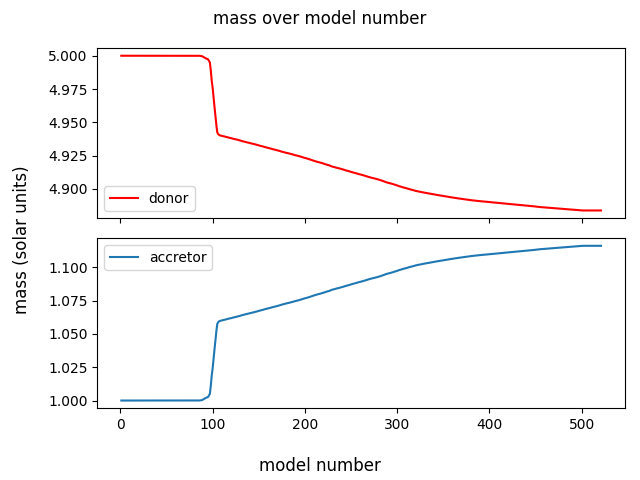 mass over model number
mass (solar units)
5.000
4.975
4.950
4.925
4.900
donor
1.100
1.075
1.050
1.025
1.000
accretor
0 100 200 300 400 500
model number